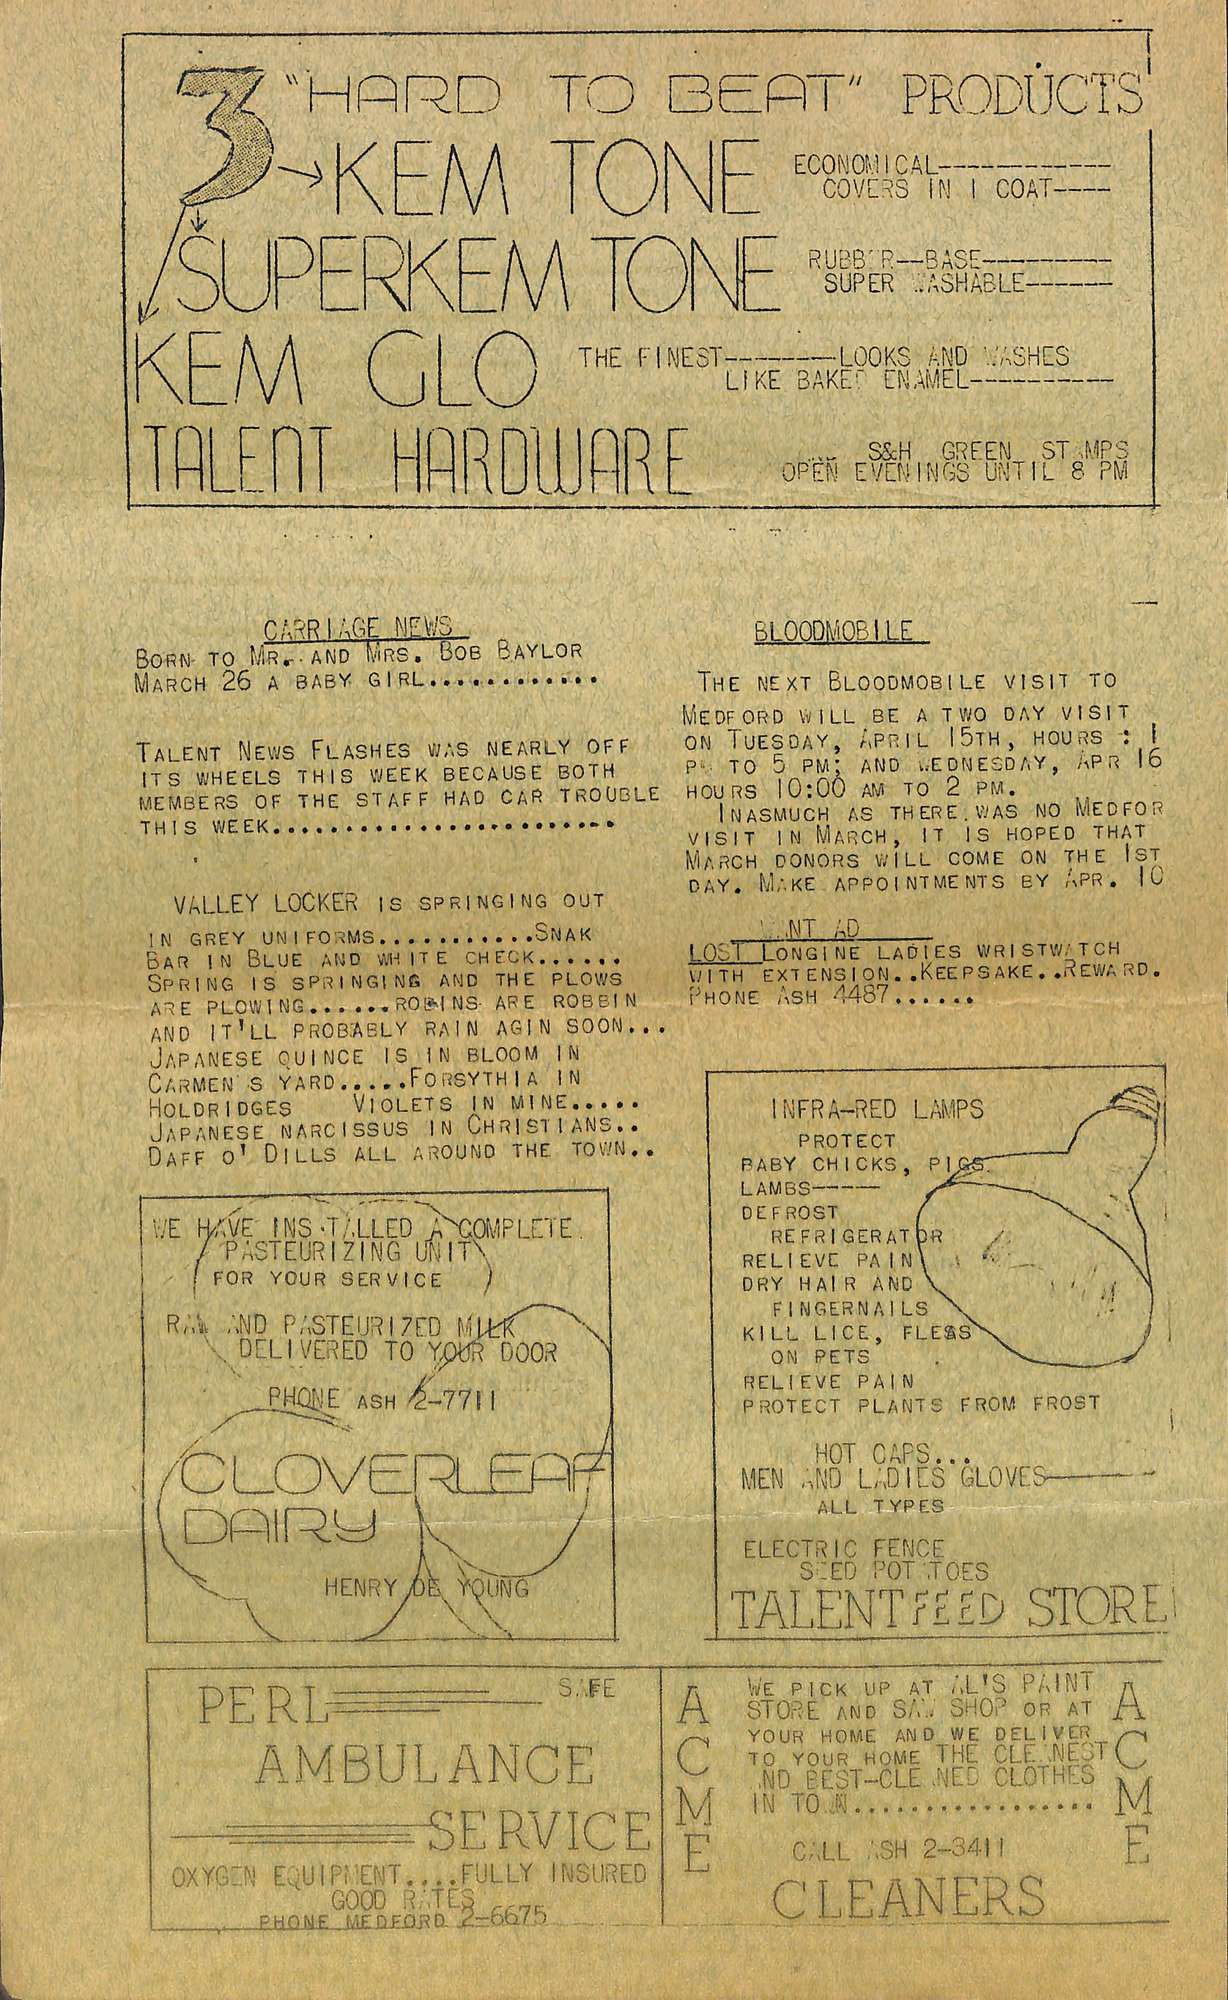 3 "HARD TO BEAT" PRODUCTS
KEM TONE
ECONOMICAL-----------
COVERS IN 1 COAT----
SUPERKEM TONE
RUBB R--BASE---------
SUPER WASHABLE------
KEM GLO
THE FINEST--------LOOKS AND WASHES
LIKE BAKED ENAMEL----------
TALENT HARDWARE
S&H GREEN STAMPS
OPEN EVENINGS UNTIL 8 PM
CARRIAGE NEWS
BORN TO MR. AND MRS. BOB BAYLOR
MARCH 26 A BABY GIRL............
TALENT NEWS FLASHES WAS NEARLY OFF
ITS WHEELS THIS WEEK BECAUSE BOTH
MEMBERS OF THE STAFF HAD CAR TROUBLE
THIS WEEK........................
VALLEY LOCKER IS SPRINGING OUT
IN GREY UNIFORMS............SNAK
BAR IN BLUE AND WHITE CHECK......
SPRING IS SPRINGING AND THE PLOWS
ARE PLOWING......ROBINS ARE ROBBIN
AND IT'LL PROBABLY RAIN AGIN SOON...
JAPANESE QUINCE IS IN BLOOM IN
CARMEN'S YARD.....FORSYTHIA IN
HOLDRIDGES VIOLETS IN MINE.....
JAPANESE NARCISSUS IN CHRISTIANS..
DAFF O' DILLS ALL AROUND THE TOWN..
BLOODMOBILE
THE NEXT BLOODMOBILE VISIT TO
MEDFORD WILL BE A TWO DAY VISIT
ON TUESDAY, APRIL 15TH, HOURS : 1
PM TO 5 PM; AND WEDNESDAY, APR 16
HOURS 10:00 AM TO 2 PM.
INASMUCH AS THERE WAS NO MEDFOR
VISIT IN MARCH, IT IS HOPED THAT
MARCH DONORS WILL COME ON THE 1ST
DAY. MAKE APPOINTMENTS BY APR. 10
WANT AD
LOST LONGINE LADIES WRISTWATCH
WITH EXTENSION..KEEPSAKE..REWARD.
PHONE ASH 4487......
WE HAVE INSTALLED A COMPLETE
PASTEURIZING UNIT
FOR YOUR SERVICE
RAW AND PASTEURIZED MILK
DELIVERED TO YOUR DOOR
PHONE ASH 2-7711
CLOVERLEAF
DAIRY
HENRY DE YOUNG
INFRA-RED LAMPS
PROTECT
BABY CHICKS, PIGS
LAMBS-----
DEFROST
REFRIGERATOR
RELIEVE PAIN
DRY HAIR AND
FINGERNAILS
KILL LICE, FLEAS
ON PETS
RELIEVE PAIN
PROTECT PLANTS FROM FROST
HOT CAPS...
MEN AND LADIES GLOVES-------
ALL TYPES
ELECTRIC FENCE
SEED POTATOES
TALENT FEED STORE
PERL
SAFE
AMBULANCE
SERVICE
OXYGEN EQUIPMENT....FULLY INSURED
GOOD RATES
PHONE MEDFORD 2-6675
ACME
WE PICK UP AT AL'S PAINT
STORE AND SAW SHOP OR AT
YOUR HOME AND WE DELIVER
TO YOUR HOME THE CLEANEST
AND BEST-CLEANED CLOTHES
IN TOWN.................
ACME
CALL ASH 2-3411
CLEANERS